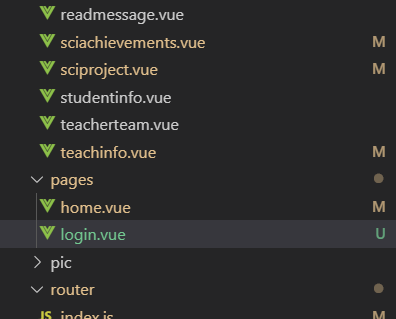 readmessage.vue
sciachievements.vue M
sciproject.vue M
studentinfo.vue
teacherteam.vue
teachinfo.vue M
pages
home.vue M
login.vue U
pic
router
JS index.js M